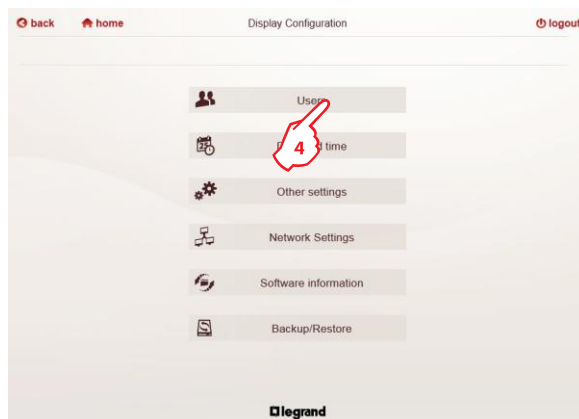 back home Display Configuration logout
Users
4
time
Other settings
Network Settings
Software information
Backup/Restore
legrand